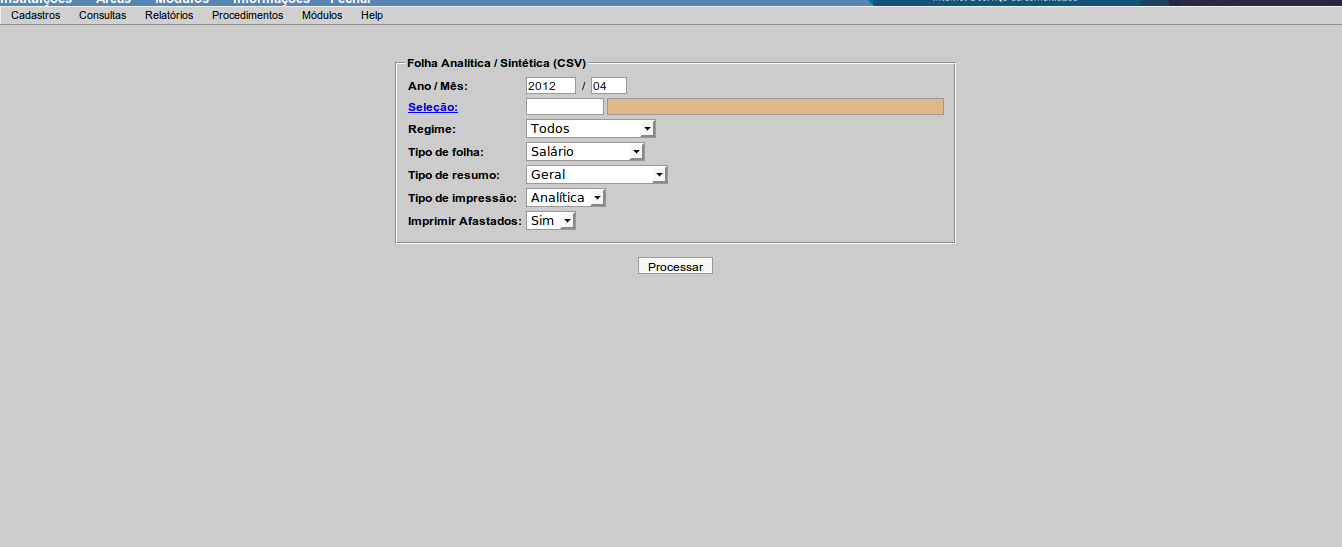 Instituições Áreas Módulos Informações Fechar
Cadastros Consultas Relatórios Procedimentos Módulos Help
Folha Analítica / Sintética (CSV)
Ano / Mês: 2012 / 04
Seleção:
Regime: Todos
Tipo de folha: Salário
Tipo de resumo: Geral
Tipo de impressão: Analítica
Imprimir Afastados: Sim
Processar